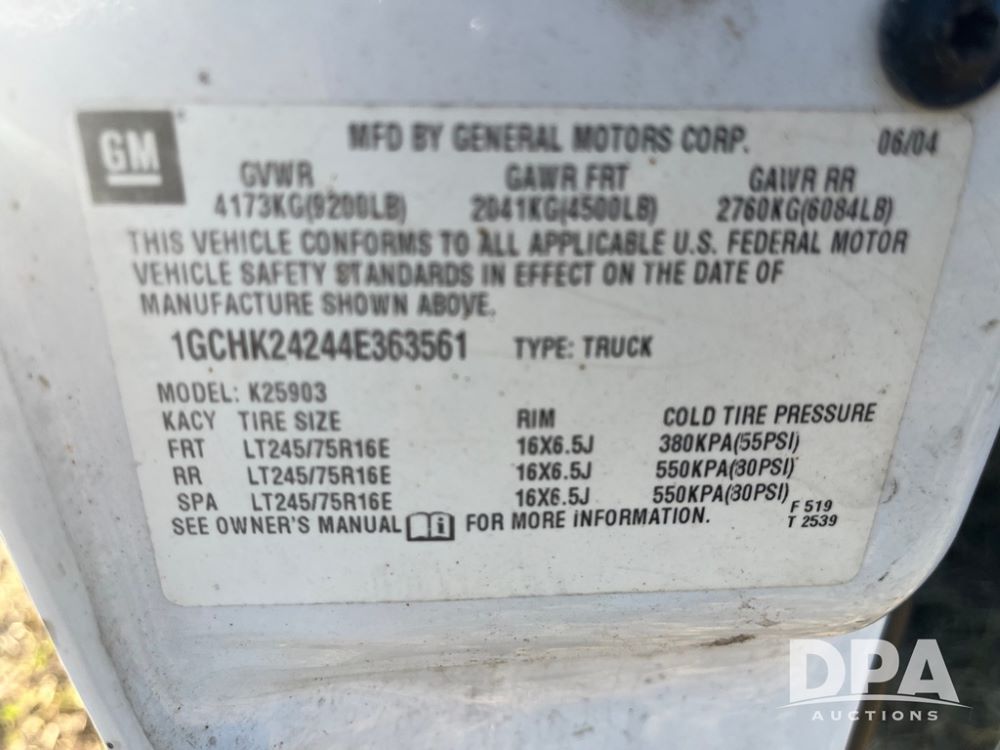 GM
MFD BY GENERAL MOTORS CORP. 06/04
GVWR GAWR FRT GAWR RR
4173KG(9200LB) 2041KG(4500LB) 2760KG(6084LB)
THIS VEHICLE CONFORMS TO ALL APPLICABLE U.S. FEDERAL MOTOR
VEHICLE SAFETY STANDARDS IN EFFECT ON THE DATE OF
MANUFACTURE SHOWN ABOVE.
1GCHK24244E363561 TYPE: TRUCK
MODEL: K25903
KACY TIRE SIZE RIM COLD TIRE PRESSURE
FRT LT245/75R16E 16X6.5J 380KPA(55PSI)
RR LT245/75R16E 16X6.5J 550KPA(80PSI)
SPA LT245/75R16E 16X6.5J 550KPA(80PSI)
F 519
SEE OWNER'S MANUAL FOR MORE INFORMATION. T 2539
DPA
AUCTIONS